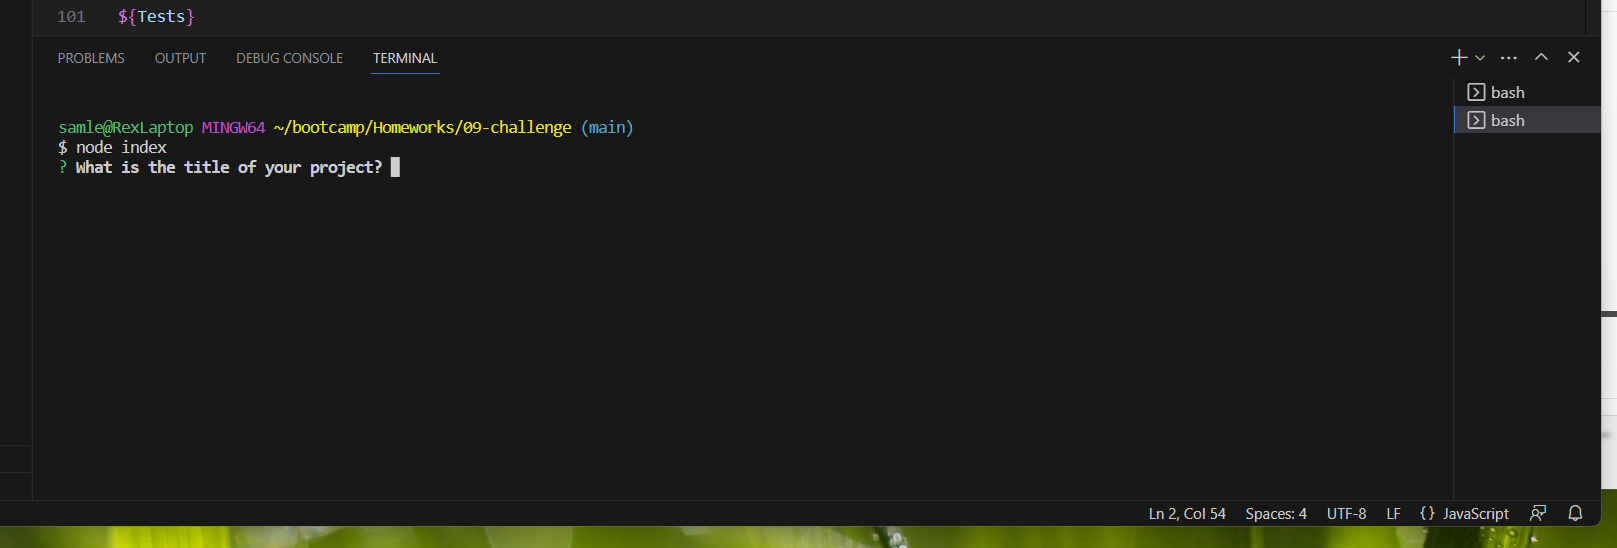 101 ${Tests}
PROBLEMS OUTPUT DEBUG CONSOLE TERMINAL
bash
bash
samle@RexLaptop MINGW64 ~/bootcamp/Homeworks/09-challenge (main)
$ node index
? What is the title of your project?
Ln 2, Col 54 Spaces: 4 UTF-8 LF {} JavaScript